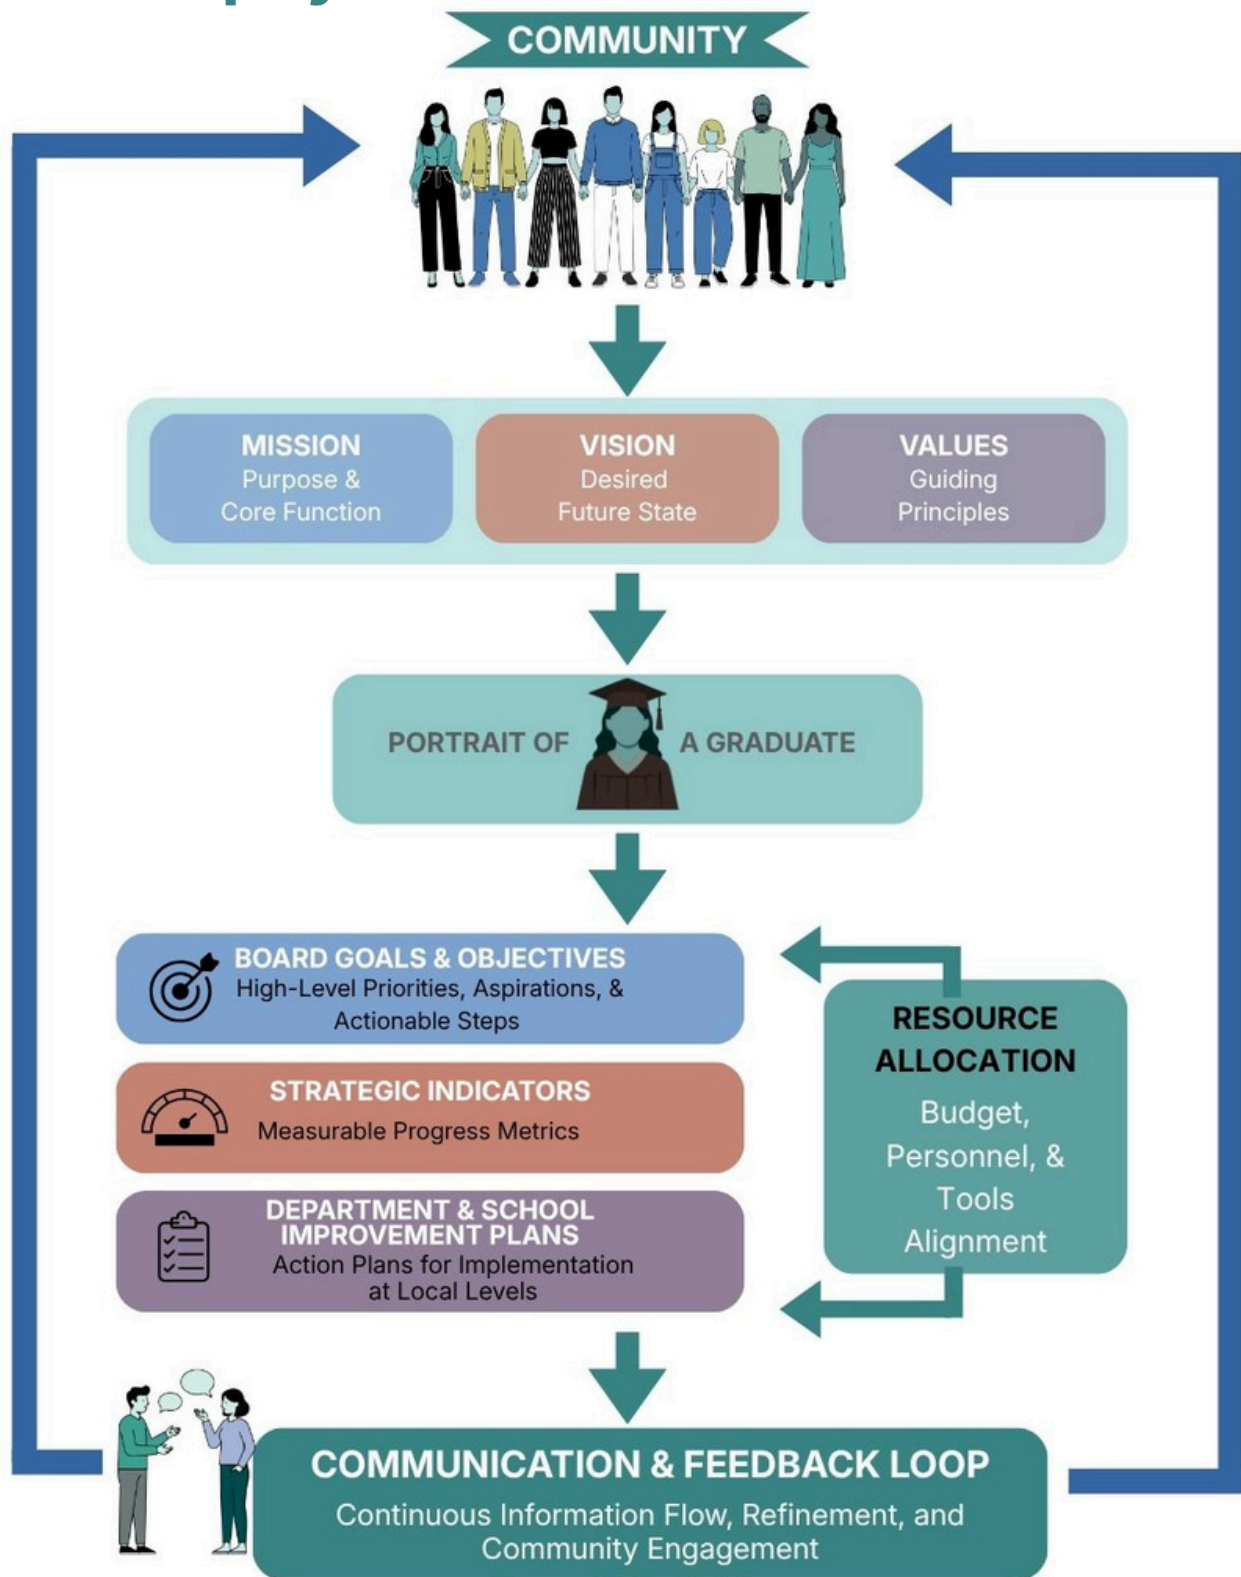 COMMUNITY
MISSION
Purpose &
Core Function
VISION
Desired
Future State
VALUES
Guiding
Principles
PORTRAIT OF A GRADUATE
BOARD GOALS & OBJECTIVES
High-Level Priorities, Aspirations, &
Actionable Steps
STRATEGIC INDICATORS
Measurable Progress Metrics
DEPARTMENT & SCHOOL
IMPROVEMENT PLANS
Action Plans for Implementation
at Local Levels
RESOURCE
ALLOCATION
Budget,
Personnel, &
Tools
Alignment
COMMUNICATION & FEEDBACK LOOP
Continuous Information Flow, Refinement, and
Community Engagement